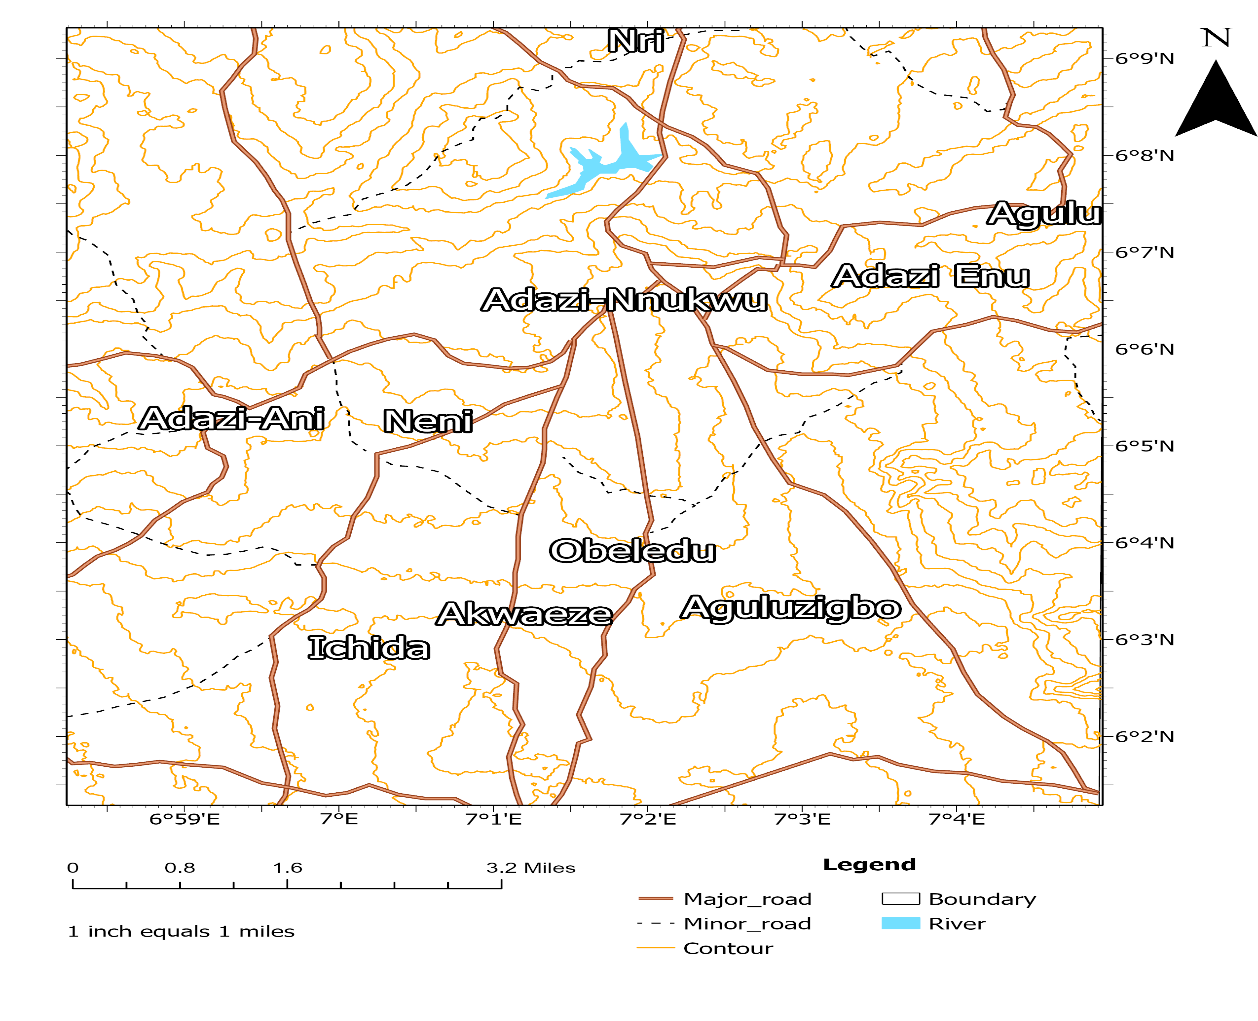 N
Nri
6°9'N
6°8'N
Agulu
6°7'N
Adazi Enu
Adazi-Nnukwu
6°6'N
Adazi-Ani
Neni
6°5'N
6°4'N
Obeledu
Aguluzigbo
Akwaeze
6°3'N
Ichida
6°2'N
6°59'E 7°E 7°1'E 7°2'E 7°3'E 7°4'E
0 0.8 1.6 3.2 Miles
1 inch equals 1 miles
Legend
Major_road
Boundary
Minor_road
River
Contour